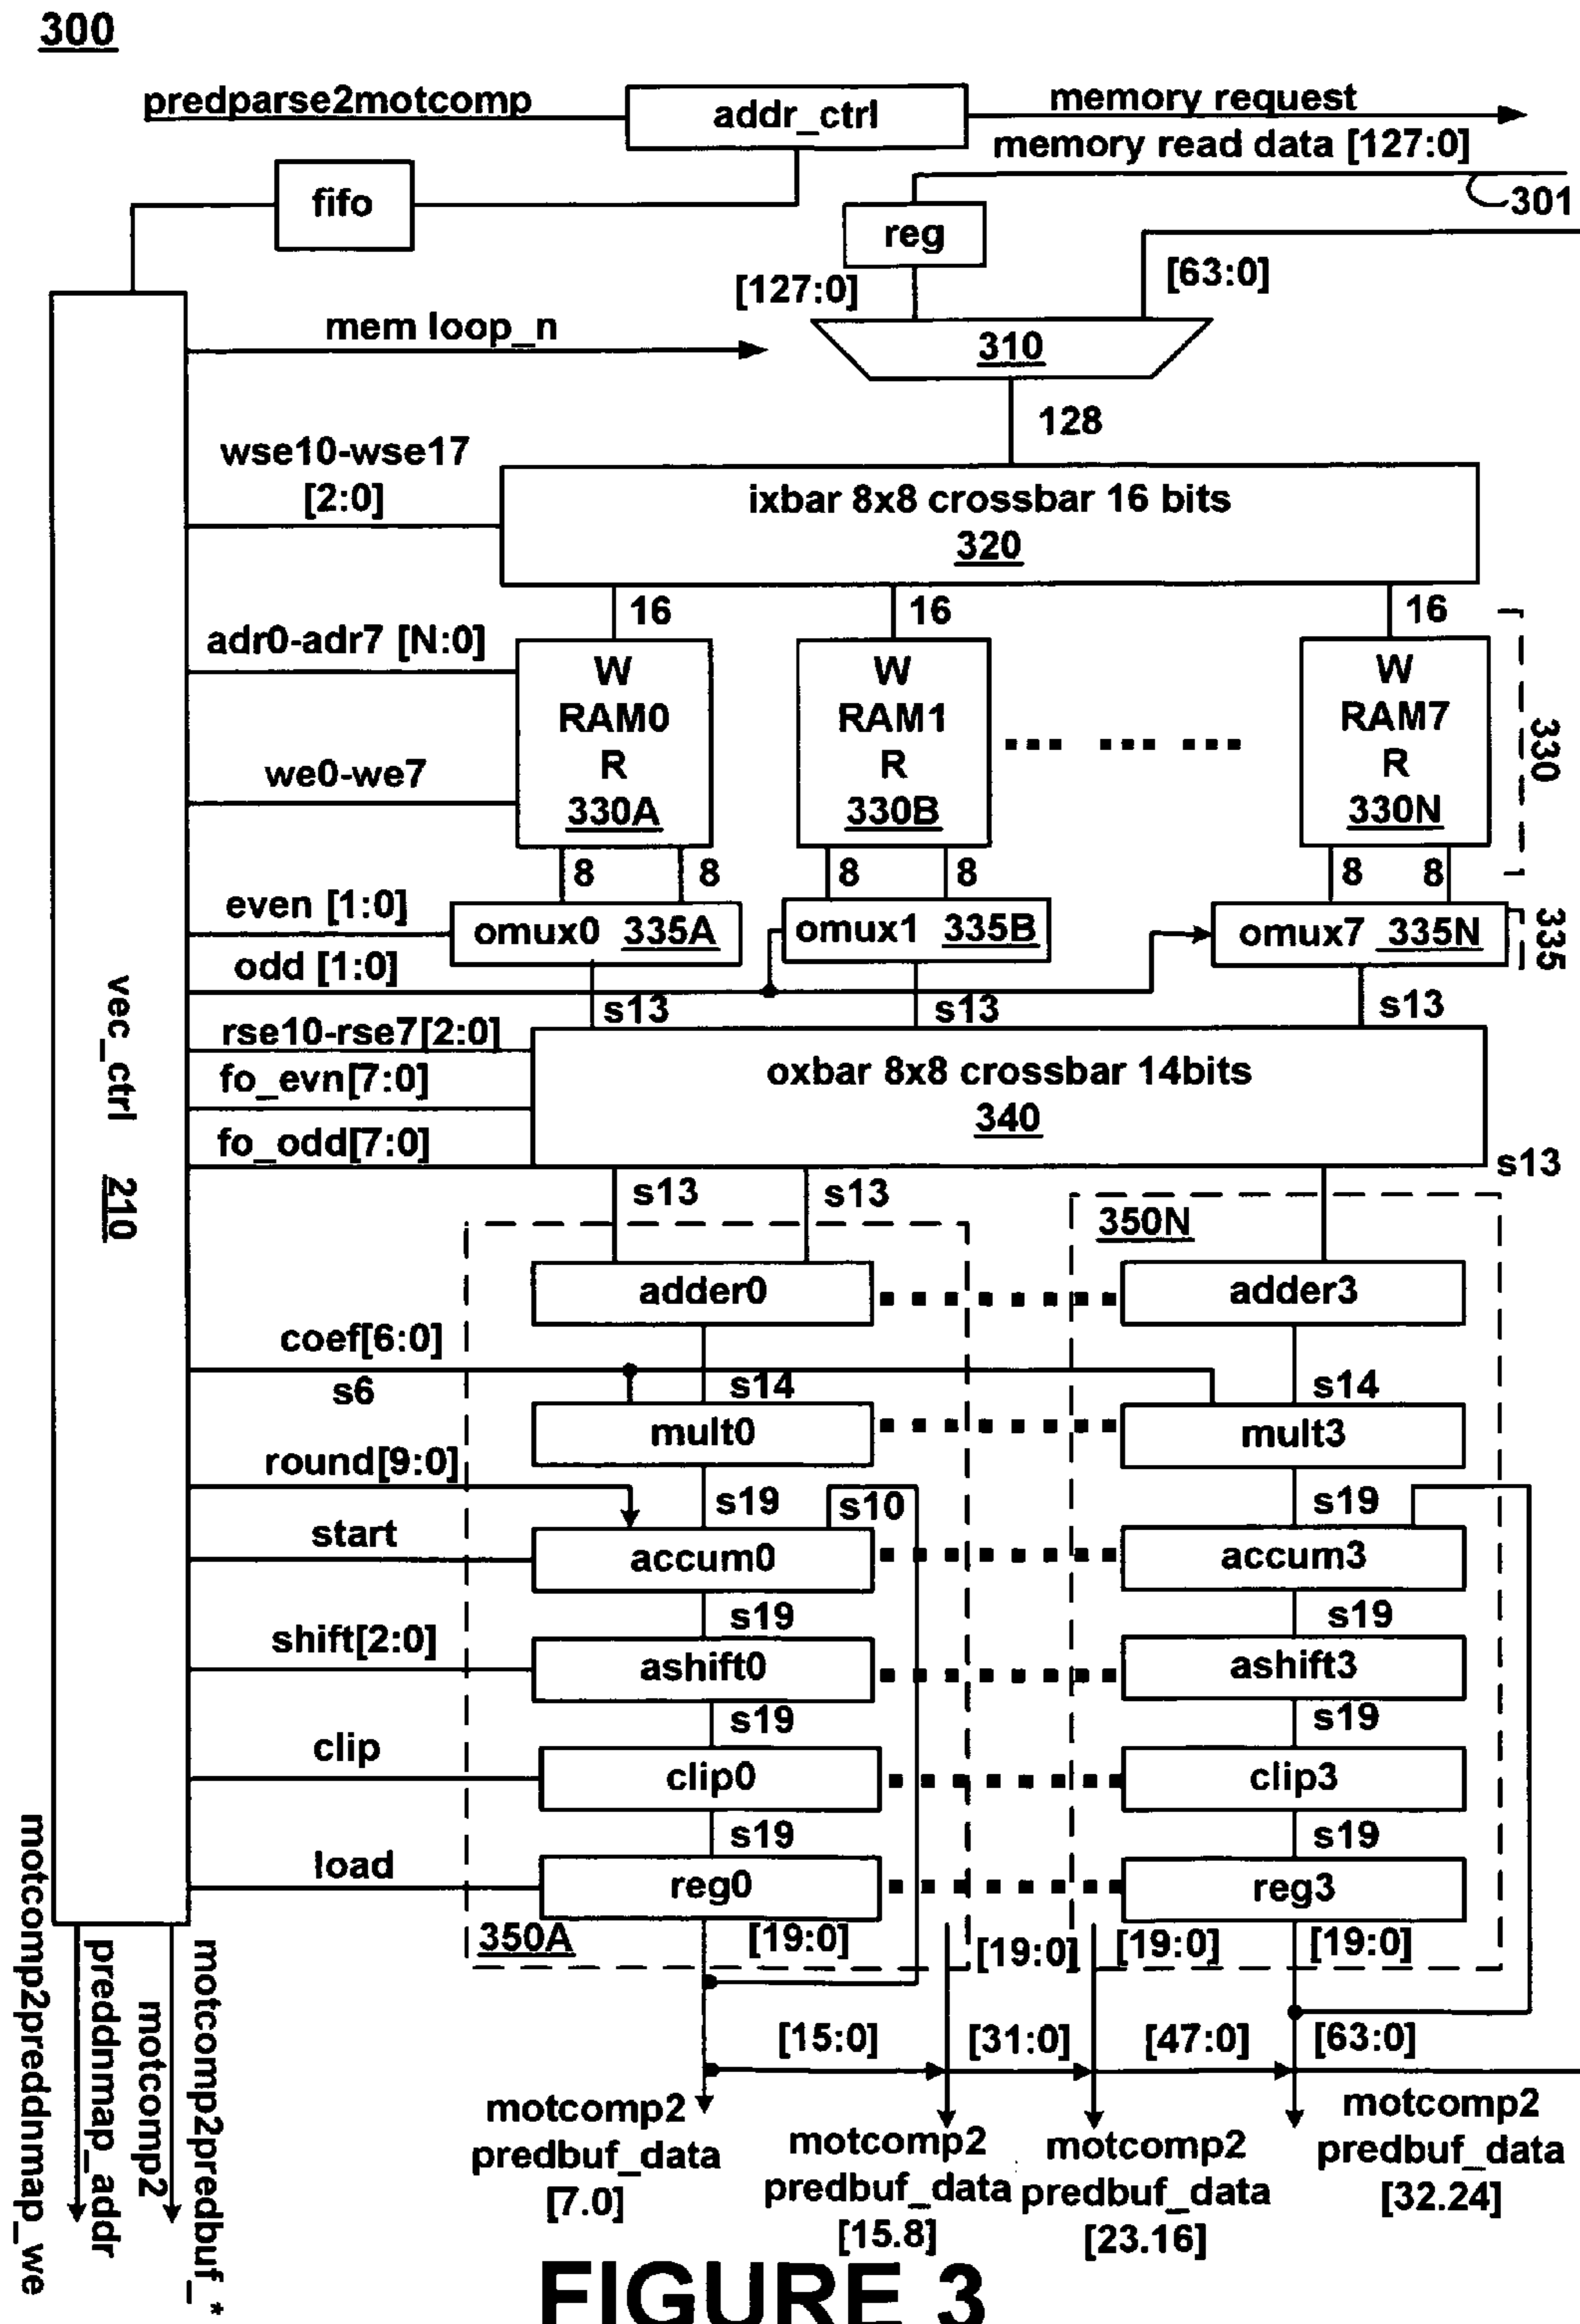 300
predparse2motcomp
addr_ctrl
memory request
memory read data [127:0]
fifo
301
reg
[127:0]
[63:0]
mem loop_n
310
128
wse10-wse17
[2:0]
ixbar 8x8 crossbar 16 bits
320
16
16
16
adr0-adr7 [N:0]
W
RAM0
R
330A
W
RAM1
R
330B
W
RAM7
R
330N
330
we0-we7
8
8
8
8
8
8
even [1:0]
omux0 335A
omux1 335B
omux7 335N
335
odd [1:0]
s13
s13
s13
vec_ctrl 210
rse10-rse7[2:0]
fo_evn[7:0]
fo_odd[7:0]
oxbar 8x8 crossbar 14bits
340
s13
s13
s13
350N
adder0
adder3
coef[6:0]
s6
s14
s14
mult0
mult3
round[9:0]
s19
s10
s19
start
accum0
accum3
s19
s19
shift[2:0]
ashift0
ashift3
s19
s19
clip
clip0
clip3
s19
s19
load
reg0
reg3
350A
[19:0]
[19:0]
[19:0]
[19:0]
[15:0]
[31:0]
[47:0]
[63:0]
motcomp2
predbuf_data
[7.0]
motcomp2
predbuf_data
[15.8]
motcomp2
predbuf_data
[23.16]
motcomp2
predbuf_data
[32.24]
motcomp2predbuf_*
motcomp2
preddnmap_addr
motcomp2preddnmap_we
FIGURE 3